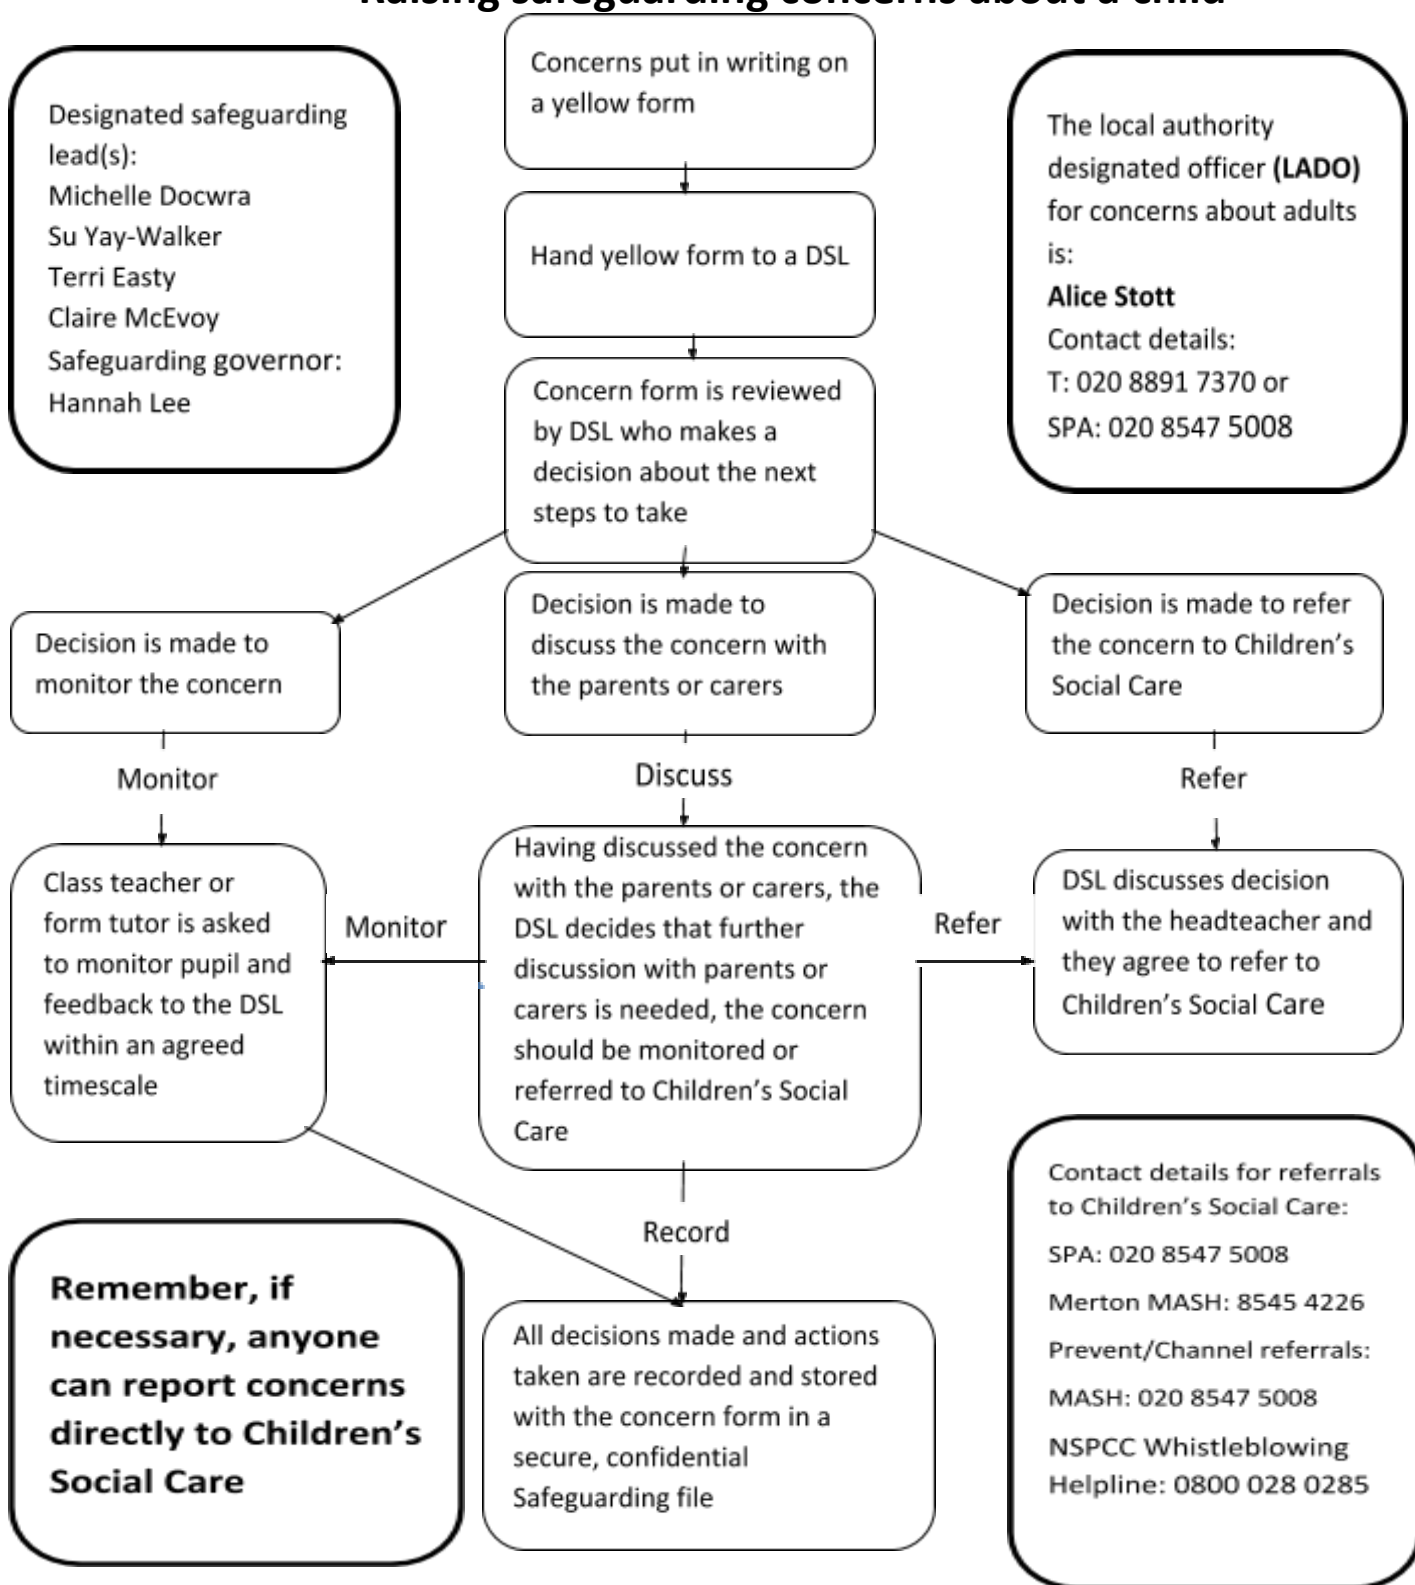 Raising safeguarding concerns about a child
Concerns put in writing on
a yellow form
Designated safeguarding
lead(s):
Michelle Docwra
Su Yay-Walker
Terri Easty
Claire McEvoy
Safeguarding governor:
Hannah Lee
The local authority
designated officer (LADO)
for concerns about adults
is:
Alice Stott
Contact details:
T: 020 8891 7370 or
SPA: 020 8547 5008
Hand yellow form to a DSL
Concern form is reviewed
by DSL who makes a
decision about the next
steps to take
Decision is made to
monitor the concern
Decision is made to
discuss the concern with
the parents or carers
Decision is made to refer
the concern to Children's
Social Care
Monitor
Discuss
Refer
Class teacher or
form tutor is asked
to monitor pupil and
feedback to the DSL
within an agreed
timescale
Monitor
Having discussed the concern
with the parents or carers, the
DSL decides that further
discussion with parents or
carers is needed, the concern
should be monitored or
referred to Children's Social
Care
Refer
DSL discusses decision
with the headteacher and
they agree to refer to
Children's Social Care
Record
Remember, if
necessary, anyone
can report concerns
directly to Children's
Social Care
All decisions made and actions
taken are recorded and stored
with the concern form in a
secure, confidential
Safeguarding file
Contact details for referrals
to Children's Social Care:
SPA: 020 8547 5008
Merton MASH: 8545 4226
Prevent/Channel referrals:
MASH: 020 8547 5008
NSPCC Whistleblowing
Helpline: 0800 028 0285